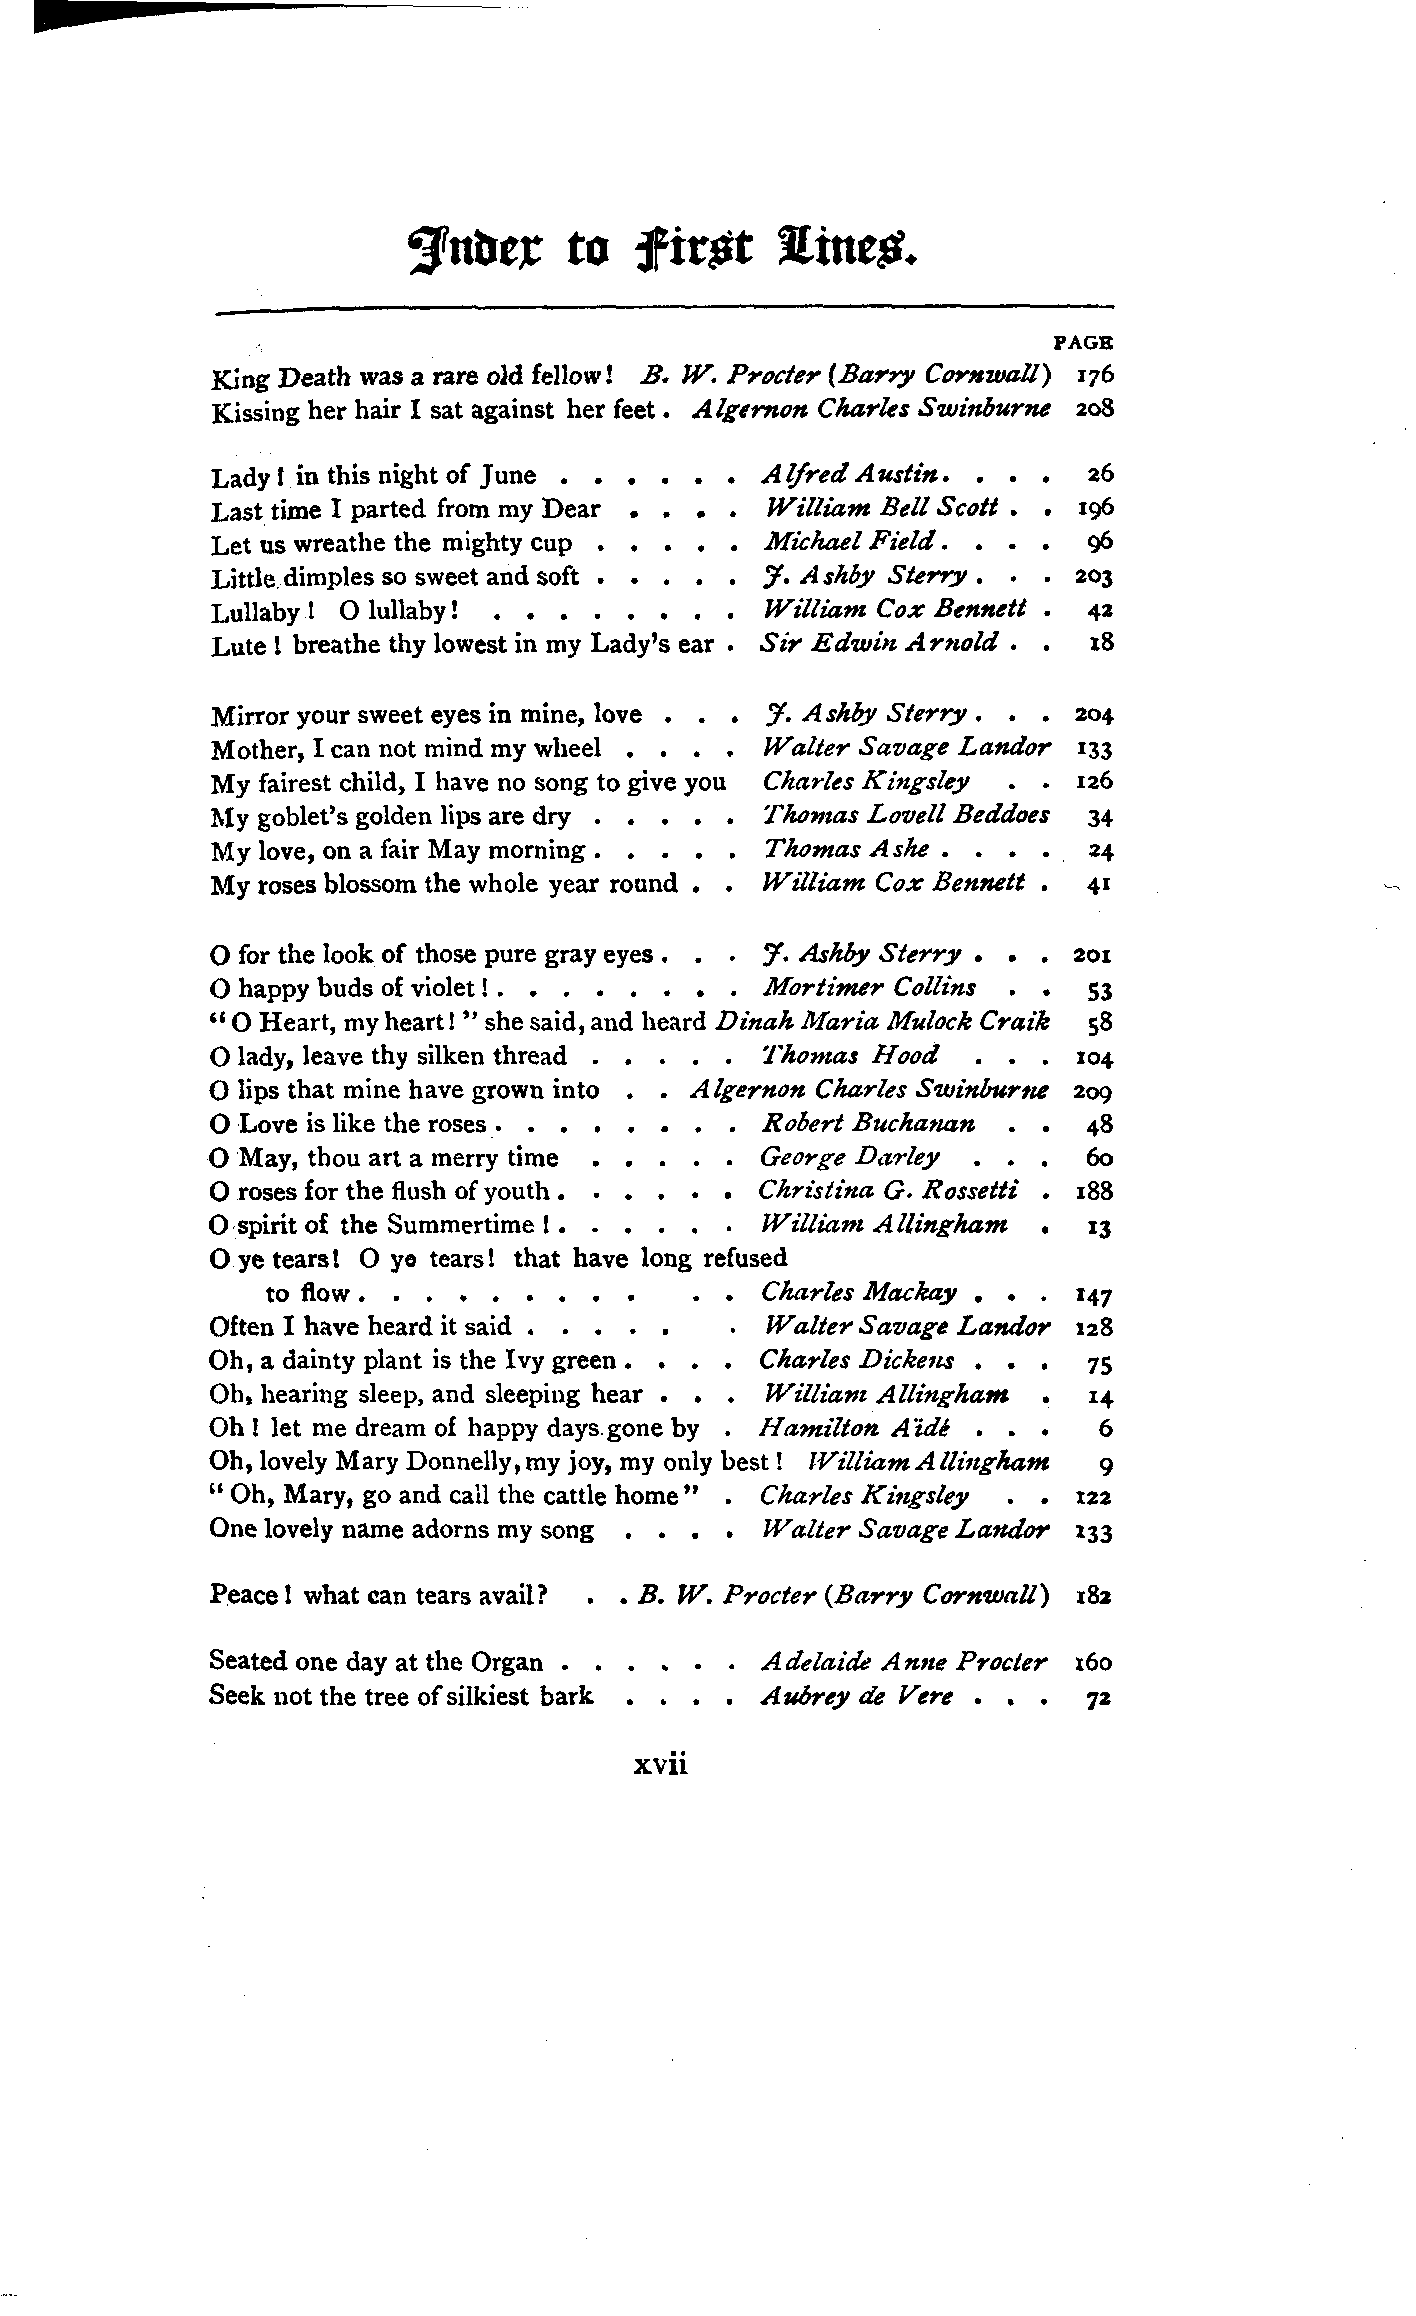 Index to First Lines.
PAGE
King Death was a rare old fellow! B. W. Procter (Barry Cornwall) 176
Kissing her hair I sat against her feet . Algernon Charles Swinburne 208
Lady! in this night of June . . . . . . Alfred Austin. . . . 26
Last time I parted from my Dear . . . . William Bell Scott . . 196
Let us wreathe the mighty cup . . . . . Michael Field. . . . 96
Little dimples so sweet and soft . . . . . J. Ashby Sterry . . . 203
Lullaby! O lullaby! . . . . . . . . William Cox Bennett . 42
Lute! breathe thy lowest in my Lady's ear . Sir Edwin Arnold . . 18
Mirror your sweet eyes in mine, love . . . J. Ashby Sterry . . . 204
Mother, I can not mind my wheel . . . . Walter Savage Landor 133
My fairest child, I have no song to give you Charles Kingsley . . 126
My goblet's golden lips are dry . . . . . Thomas Lovell Beddoes 34
My love, on a fair May morning . . . . . Thomas Ashe . . . . 24
My roses blossom the whole year round . . William Cox Bennett . 41
O for the look of those pure gray eyes . . . J. Ashby Sterry . . . 201
O happy buds of violet! . . . . . . . . Mortimer Collins . . 53
"O Heart, my heart!" she said, and heard Dinah Maria Mulock Craik 58
O lady, leave thy silken thread . . . . . Thomas Hood . . . 104
O lips that mine have grown into . . Algernon Charles Swinburne 209
O Love is like the roses . . . . . . . . Robert Buchanan . . 48
O May, thou art a merry time . . . . . George Darley . . . 60
O roses for the flush of youth . . . . . . Christina G. Rossetti . 188
O spirit of the Summertime! . . . . . . William Allingham . 13
O ye tears! O ye tears! that have long refused
to flow . . . . . . . . . . . Charles Mackay . . . 147
Often I have heard it said . . . . . . Walter Savage Landor 128
Oh, a dainty plant is the Ivy green . . . . Charles Dickens . . . 75
Oh, hearing sleep, and sleeping hear . . . William Allingham . 14
Oh! let me dream of happy days gone by . Hamilton Aïdé . . . 6
Oh, lovely Mary Donnelly, my joy, my only best! William Allingham 9
"Oh, Mary, go and call the cattle home" . Charles Kingsley . . 122
One lovely name adorns my song . . . . Walter Savage Landor 133
Peace! what can tears avail? . . B. W. Procter (Barry Cornwall) 182
Seated one day at the Organ . . . . . . Adelaide Anne Procter 160
Seek not the tree of silkiest bark . . . . Aubrey de Vere . . . 72
xvii